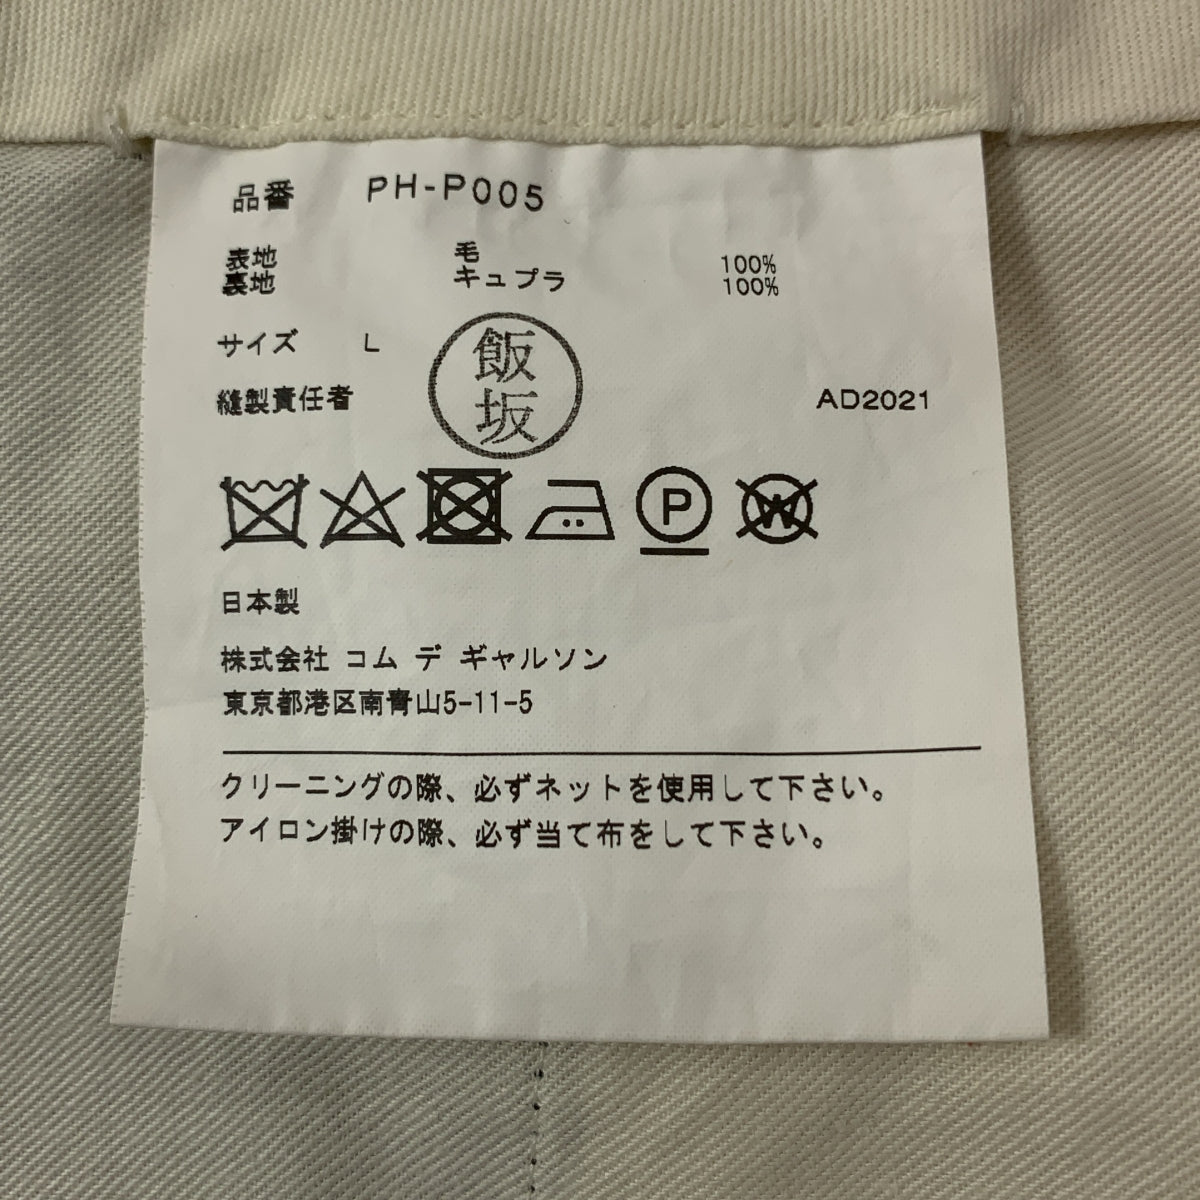 品番 PH-P005
表地 毛 100%
裏地 キュプラ 100%
サイズ L
縫製責任者 飯坂 AD2021
P W
日本製
株式会社 コム デ ギャルソン
東京都港区南青山5-11-5
クリーニングの際、必ずネットを使用して下さい。
アイロン掛けの際、必ず当て布をして下さい。